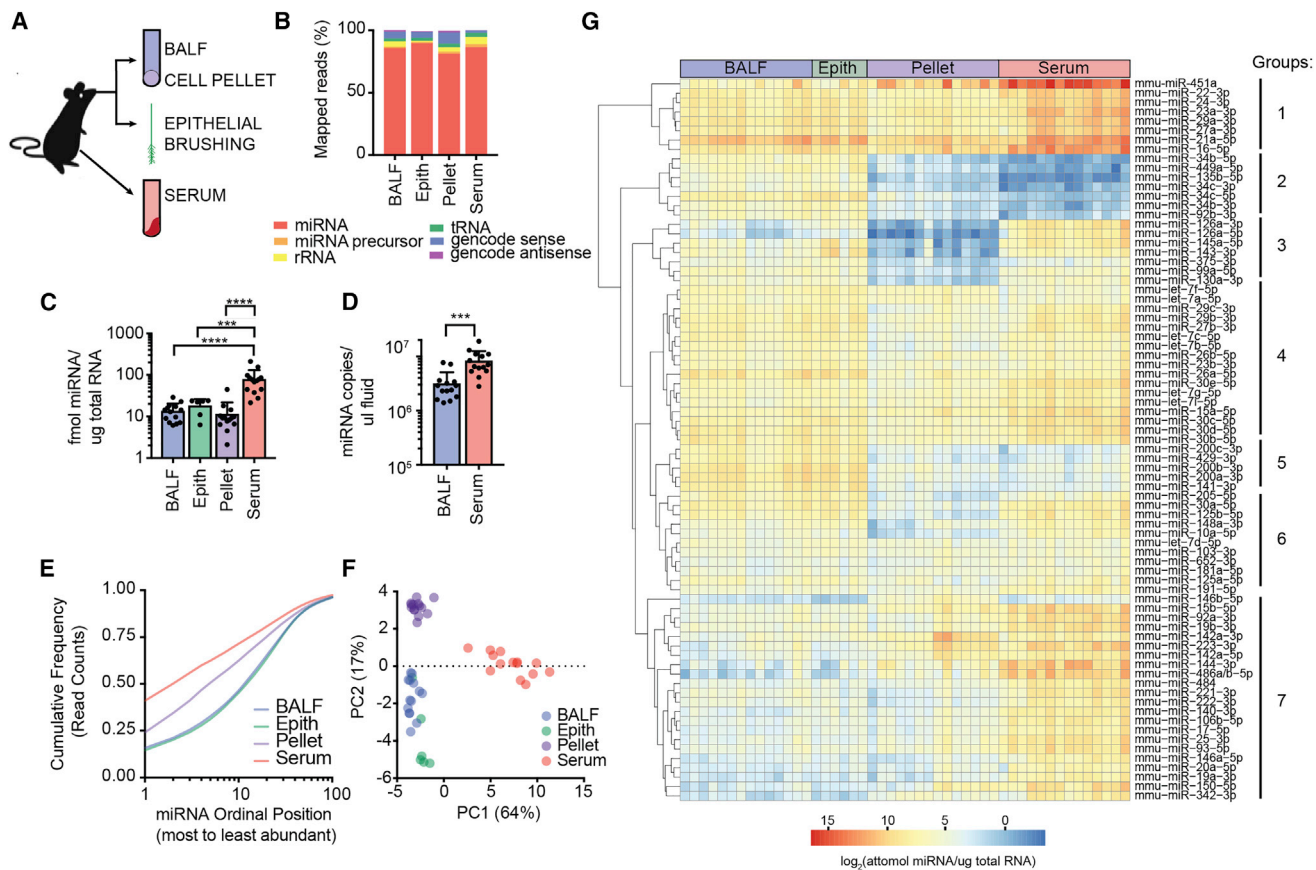 A
BALF
CELL PELLET
EPITHELIAL
BRUSHING
SERUM
B
Mapped reads (%)
100
50
0
BALF
Epith
Pellet
Serum
miRNA
miRNA precursor
rRNA
tRNA
gencode sense
gencode antisense
C
fmol miRNA/
ug total RNA
1000
100
10
1
****
***
****
BALF
Epith
Pellet
Serum
D
miRNA copies/
ul fluid
10⁷
10⁶
10⁵
***
BALF
Serum
E
Cumulative Frequency
(Read Counts)
1.00
0.75
0.50
0.25
0.00
BALF
Epith
Pellet
Serum
1
10
100
miRNA Ordinal Position
(most to least abundant)
F
PC2 (17%)
4
2
0
-2
-4
-6
BALF
Epith
Pellet
Serum
-5
0
5
10
15
PC1 (64%)
G
BALF
Epith
Pellet
Serum
Groups:
mmu-miR-451a
mmu-miR-22-3p
mmu-miR-24-3p
mmu-miR-23a-3p
mmu-miR-29a-3p
mmu-miR-27a-3p
mmu-miR-21a-5p
mmu-miR-16-5p
1
mmu-miR-34b-5p
mmu-miR-449a-5p
mmu-miR-135b-5p
mmu-miR-34c-3p
mmu-miR-34c-5p
mmu-miR-34b-3p
mmu-miR-92b-3p
2
mmu-miR-126a-3p
mmu-miR-126a-5p
mmu-miR-145a-5p
mmu-miR-143-3p
mmu-miR-375-3p
mmu-miR-99a-5p
mmu-miR-130a-3p
3
mmu-let-7f-5p
mmu-let-7a-5p
mmu-miR-29c-3p
mmu-miR-29b-3p
mmu-miR-27b-3p
mmu-let-7c-5p
mmu-let-7b-5p
mmu-miR-26b-5p
mmu-miR-23b-3p
mmu-miR-26a-5p
mmu-miR-30e-5p
mmu-let-7g-5p
mmu-let-7i-5p
mmu-miR-15a-5p
mmu-miR-30c-5p
mmu-miR-30d-5p
mmu-miR-30b-5p
4
mmu-miR-200c-3p
mmu-miR-429-3p
mmu-miR-200b-3p
mmu-miR-200a-3p
mmu-miR-141-3p
5
mmu-miR-205-5p
mmu-miR-30a-5p
mmu-miR-125b-5p
mmu-miR-148a-3p
mmu-miR-10a-5p
mmu-let-7d-5p
mmu-miR-103-3p
mmu-miR-652-3p
mmu-miR-181a-5p
mmu-miR-125a-5p
mmu-miR-191-5p
6
mmu-miR-146b-5p
mmu-miR-15b-5p
mmu-miR-92a-3p
mmu-miR-19b-3p
mmu-miR-142a-3p
mmu-miR-223-3p
mmu-miR-142a-5p
mmu-miR-144-3p
mmu-miR-486a/b-5p
mmu-miR-484
mmu-miR-221-3p
mmu-miR-222-3p
mmu-miR-140-3p
mmu-miR-106b-5p
mmu-miR-17-5p
mmu-miR-25-3p
mmu-miR-93-5p
mmu-miR-146a-5p
mmu-miR-20a-5p
mmu-miR-19a-3p
mmu-miR-150-5p
mmu-miR-342-3p
7
15
10
5
0
log₂(attomol miRNA/ug total RNA)